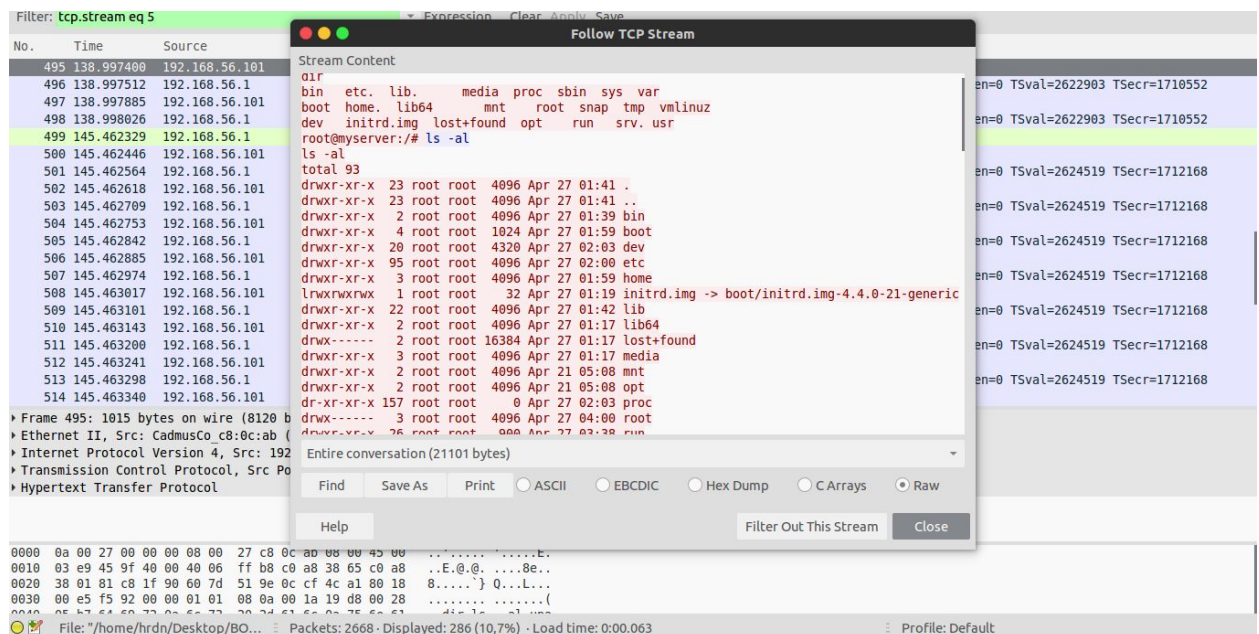 Filter: tcp.stream eq 5 Expression Clear Apply Save
No. Time Source
495 138.997400 192.168.56.101
496 138.997512 192.168.56.1 en=0 TSval=2622903 TSecr=1710552
497 138.997885 192.168.56.101
498 138.998026 192.168.56.1 en=0 TSval=2622903 TSecr=1710552
499 145.462329 192.168.56.1
500 145.462446 192.168.56.101
501 145.462564 192.168.56.1 en=0 TSval=2624519 TSecr=1712168
502 145.462618 192.168.56.101
503 145.462709 192.168.56.1 en=0 TSval=2624519 TSecr=1712168
504 145.462753 192.168.56.101
505 145.462842 192.168.56.1 en=0 TSval=2624519 TSecr=1712168
506 145.462885 192.168.56.101
507 145.462974 192.168.56.1 en=0 TSval=2624519 TSecr=1712168
508 145.463017 192.168.56.101
509 145.463101 192.168.56.1 en=0 TSval=2624519 TSecr=1712168
510 145.463143 192.168.56.101
511 145.463200 192.168.56.1 en=0 TSval=2624519 TSecr=1712168
512 145.463241 192.168.56.101
513 145.463298 192.168.56.1 en=0 TSval=2624519 TSecr=1712168
514 145.463340 192.168.56.101
Frame 495: 1015 bytes on wire (8120 b
Ethernet II, Src: CadmusCo_c8:0c:ab (
Internet Protocol Version 4, Src: 192
Transmission Control Protocol, Src Po
Hypertext Transfer Protocol
Follow TCP Stream
Stream Content
dir
bin etc. lib. media proc sbin sys var
boot home. lib64 mnt root snap tmp vmlinuz
dev initrd.img lost+found opt run srv. usr
root@myserver:/# ls -al
ls -al
total 93
drwxr-xr-x 23 root root 4096 Apr 27 01:41 .
drwxr-xr-x 23 root root 4096 Apr 27 01:41 ..
drwxr-xr-x 2 root root 4096 Apr 27 01:39 bin
drwxr-xr-x 4 root root 1024 Apr 27 01:59 boot
drwxr-xr-x 20 root root 4320 Apr 27 02:03 dev
drwxr-xr-x 95 root root 4096 Apr 27 02:00 etc
drwxr-xr-x 3 root root 4096 Apr 27 01:59 home
lrwxrwxrwx 1 root root 32 Apr 27 01:19 initrd.img -> boot/initrd.img-4.4.0-21-generic
drwxr-xr-x 22 root root 4096 Apr 27 01:42 lib
drwxr-xr-x 2 root root 4096 Apr 27 01:17 lib64
drwx------ 2 root root 16384 Apr 27 01:17 lost+found
drwxr-xr-x 3 root root 4096 Apr 27 01:17 media
drwxr-xr-x 2 root root 4096 Apr 21 05:08 mnt
drwxr-xr-x 2 root root 4096 Apr 21 05:08 opt
dr-xr-xr-x 157 root root 0 Apr 27 02:03 proc
drwx------ 3 root root 4096 Apr 27 04:00 root
drwxr-xr-x 26 root root 900 Apr 27 03:38 run
Entire conversation (21101 bytes)
Find Save As Print ASCII EBCDIC Hex Dump C Arrays Raw
Help Filter Out This Stream Close
0000 0a 00 27 00 00 00 08 00 27 c8 0c ab 08 00 45 00 ..'..... '.....E.
0010 03 e9 45 9f 40 00 40 06 ff b8 c0 a8 38 65 c0 a8 ..E.@.@. ....8e..
0020 38 01 81 c8 1f 90 60 7d 51 9e 0c cf 4c a1 80 18 8.....`} Q...L...
0030 00 e5 f5 92 00 00 01 01 08 0a 00 1a 19 d8 00 28 ........ .......(
File: "/home/hrdn/Desktop/BO... Packets: 2668 · Displayed: 286 (10,7%) · Load time: 0:00.063 Profile: Default